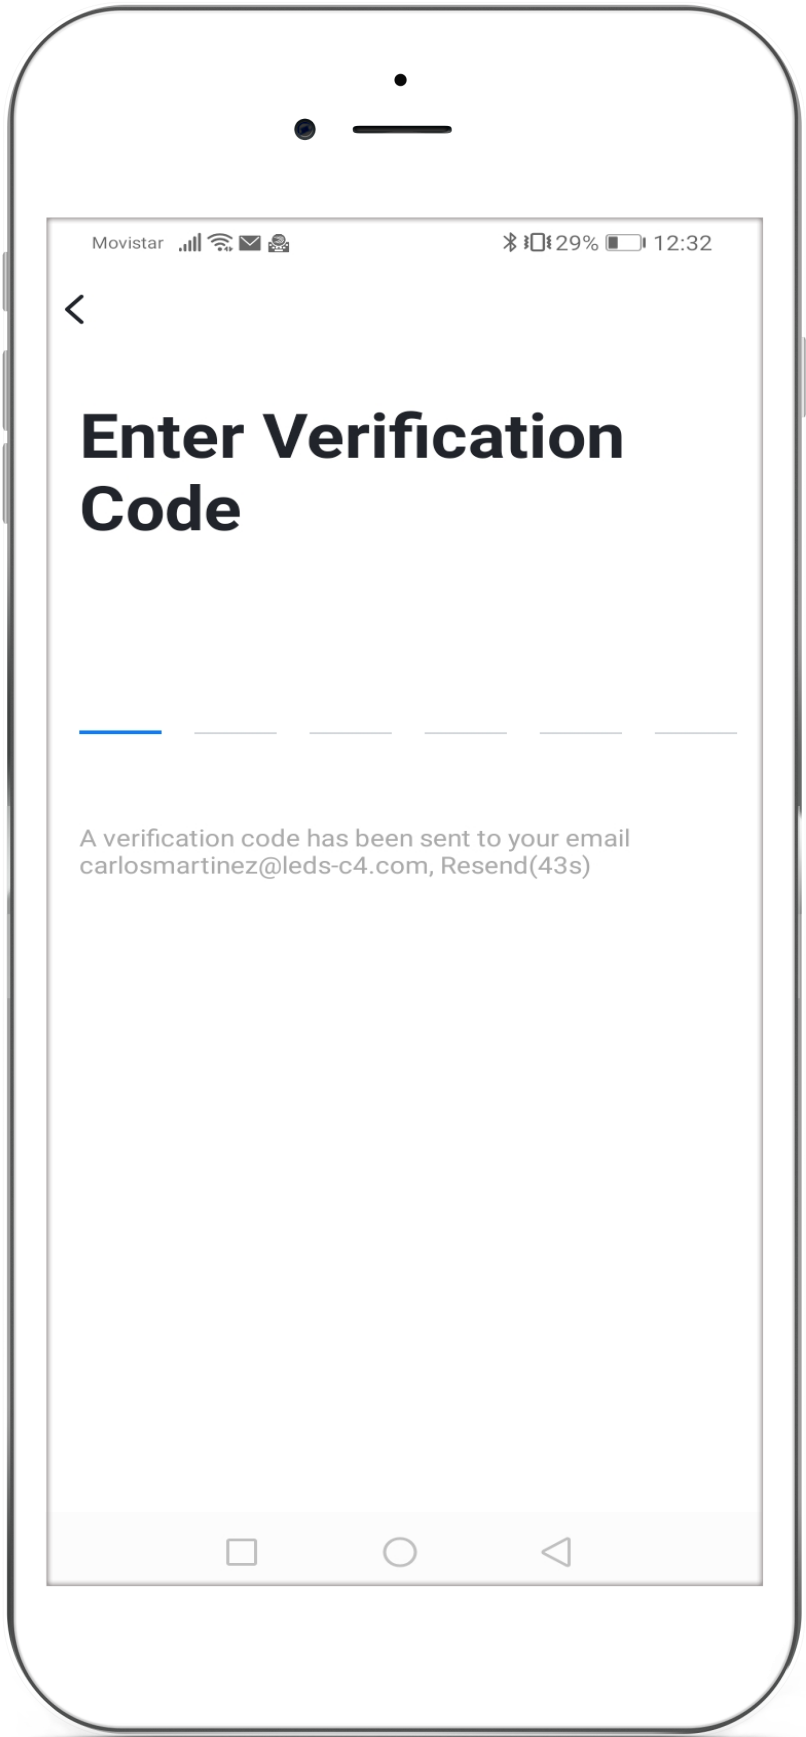 Movistar 29% 12:32
Enter Verification
Code
A verification code has been sent to your email
carlosmartinez@leds-c4.com, Resend(43s)